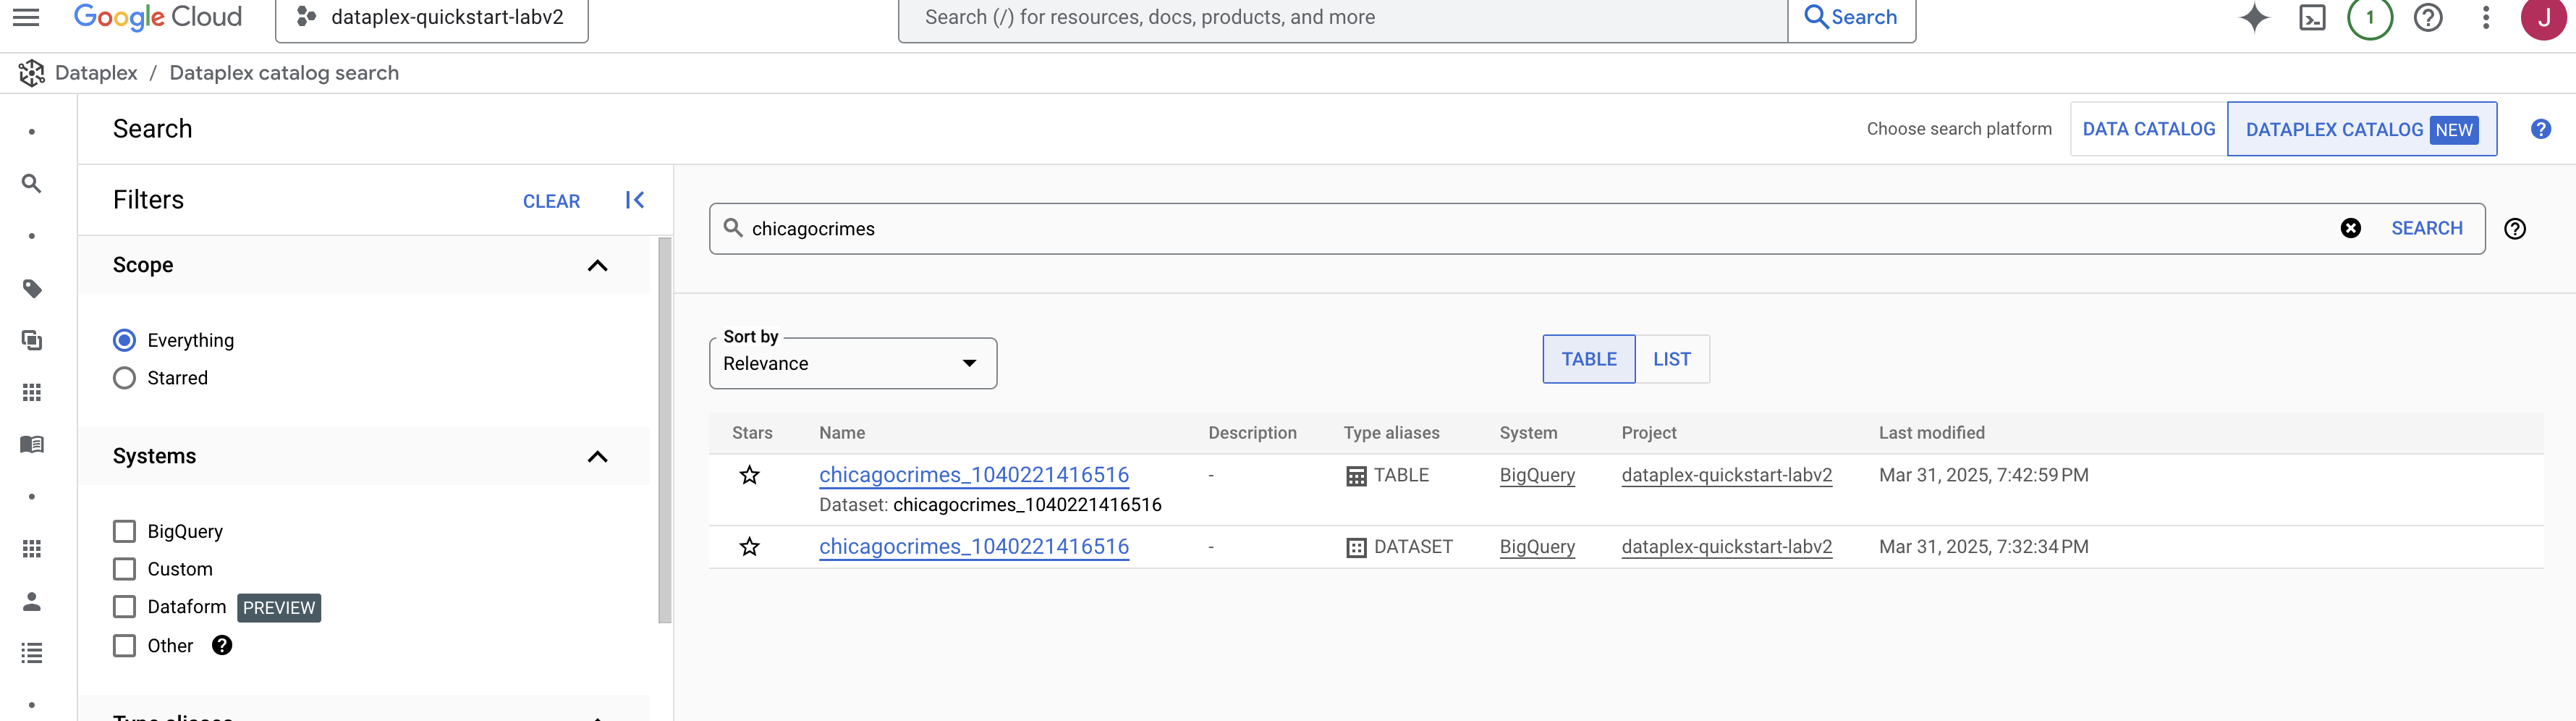 Google Cloud
dataplex-quickstart-labv2
Search (/) for resources, docs, products, and more
Search
1
J
Dataplex / Dataplex catalog search
Search
Choose search platform
DATA CATALOG
DATAPLEX CATALOG NEW
Filters
CLEAR
Scope
Everything
Starred
Systems
BigQuery
Custom
Dataform PREVIEW
Other
Type aliases
chicagocrimes
SEARCH
Sort by
Relevance
TABLE
LIST
Stars Name Description Type aliases System Project Last modified
chicagocrimes_1040221416516 - TABLE BigQuery dataplex-quickstart-labv2 Mar 31, 2025, 7:42:59 PM
Dataset: chicagocrimes_1040221416516
chicagocrimes_1040221416516 - DATASET BigQuery dataplex-quickstart-labv2 Mar 31, 2025, 7:32:34 PM